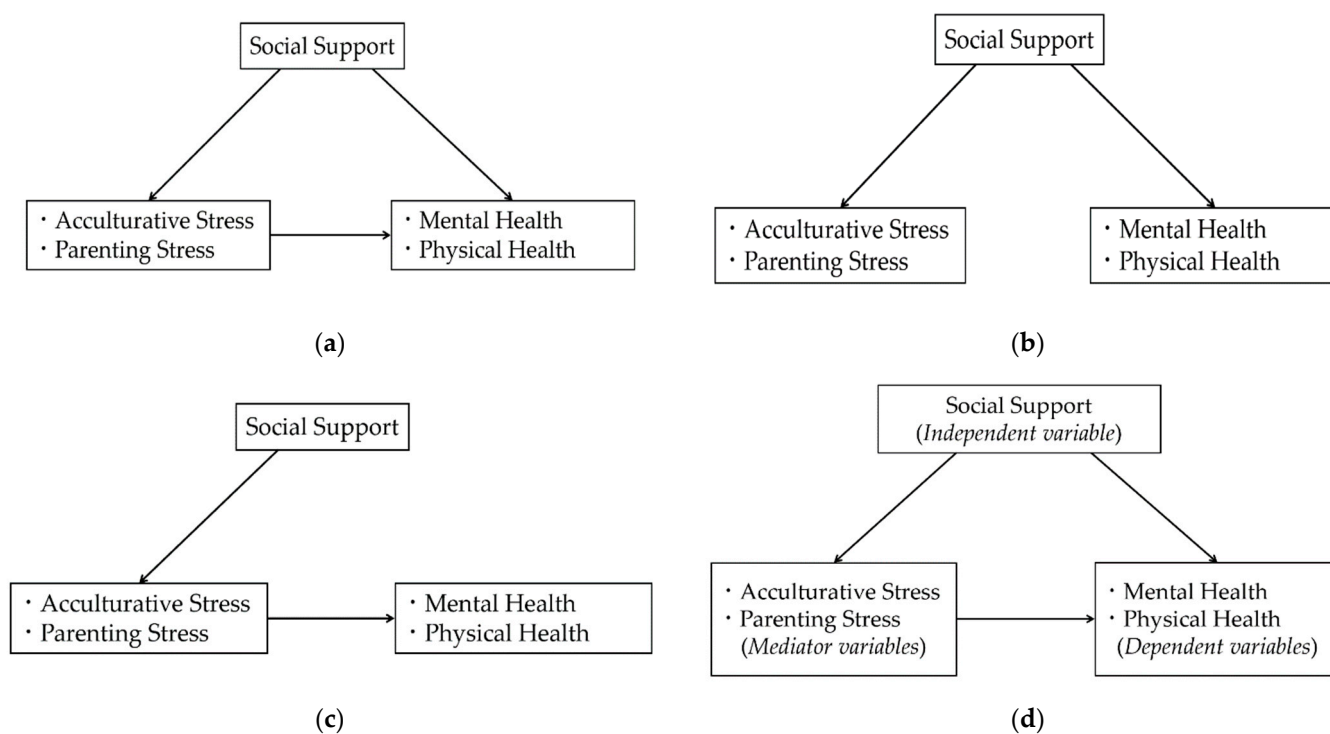 Social Support
· Acculturative Stress
· Parenting Stress
· Mental Health
· Physical Health
(a)
Social Support
· Acculturative Stress
· Parenting Stress
· Mental Health
· Physical Health
(b)
Social Support
· Acculturative Stress
· Parenting Stress
· Mental Health
· Physical Health
(c)
Social Support
(Independent variable)
· Acculturative Stress
· Parenting Stress
(Mediator variables)
· Mental Health
· Physical Health
(Dependent variables)
(d)